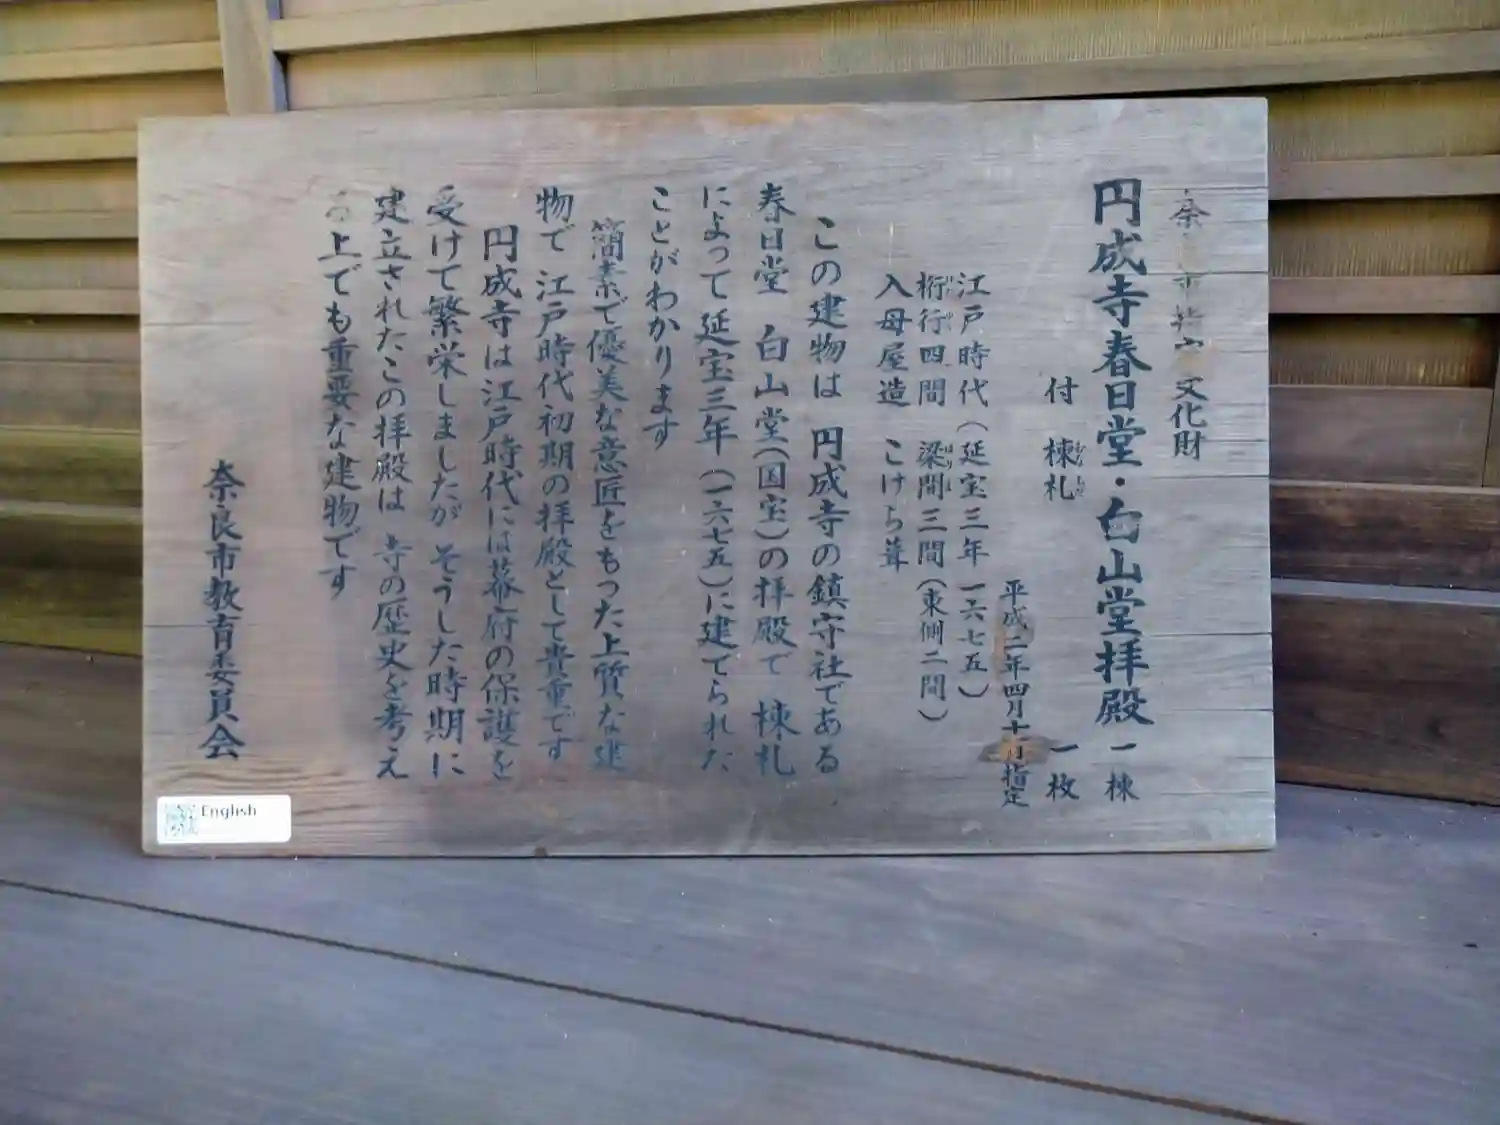 奈良市指定文化財
円成寺春日堂・白山堂拝殿 一棟
付 棟札 一枚
平成二年四月十一日指定
江戸時代（延宝三年 一六七五）
桁行四間 梁間三間（東側二間）
入母屋造 こけら葺
この建物は 円成寺の鎮守社である
春日堂 白山堂（国宝）の拝殿で 棟札
によって延宝三年（一六七五）に建てられた
ことがわかります
簡素で優美な意匠をもった上質な建
物で 江戸時代初期の拝殿として貴重です
円成寺は江戸時代には幕府の保護を
受けて繁栄しましたが そうした時期に
建立されたこの拝殿は 寺の歴史を考え
る上でも重要な建物です
奈良市教育委員会
English